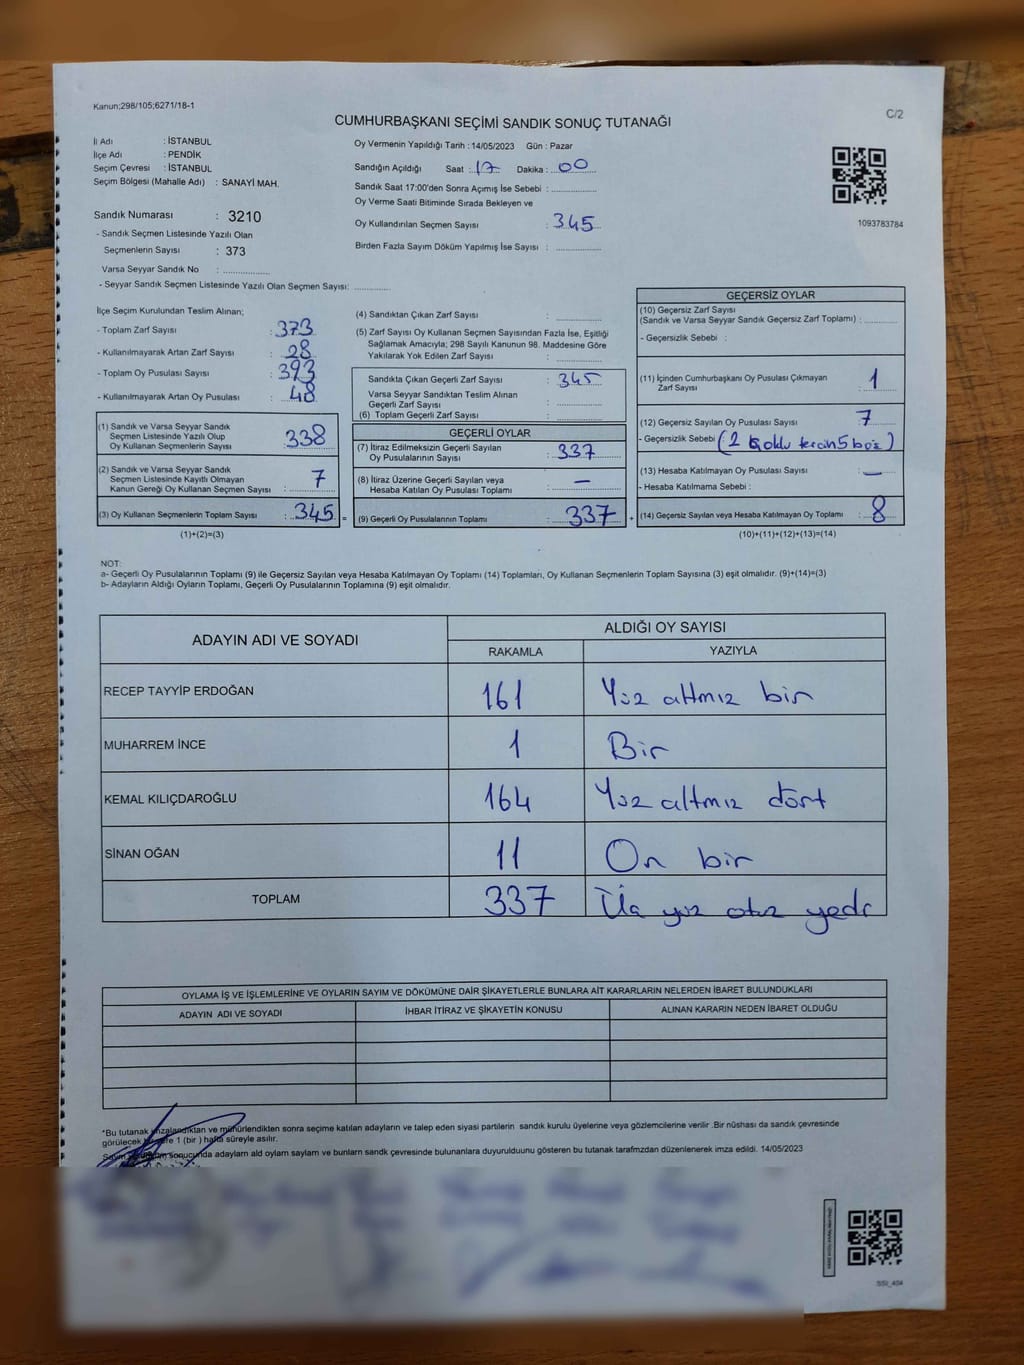 Kanun;298/105;6271/18-1
C/2
CUMHURBAŞKANI SEÇİMİ SANDIK SONUÇ TUTANAĞI
İl Adı : İSTANBUL
İlçe Adı : PENDİK
Seçim Çevresi : İSTANBUL
Seçim Bölgesi (Mahalle Adı) : SANAYİ MAH.
Sandık Numarası : 3210
- Sandık Seçmen Listesinde Yazılı Olan
Seçmenlerin Sayısı : 373
Varsa Seyyar Sandık No : ................
- Seyyar Sandık Seçmen Listesinde Yazılı Olan Seçmen Sayısı: ............
Oy Vermenin Yapıldığı Tarih : 14/05/2023 Gün : Pazar
Sandığın Açıldığı Saat : 17 Dakika : 00
Sandık Saat 17:00'den Sonra Açımış İse Sebebi : ...............
Oy Verme Saati Bitiminde Sırada Bekleyen ve
Oy Kullandırılan Seçmen Sayısı : 345
Birden Fazla Sayım Döküm Yapılmış İse Sayısı : ...............
1093783784
İlçe Seçim Kurulundan Teslim Alınan;
- Toplam Zarf Sayısı : 373
- Kullanılmayarak Artan Zarf Sayısı : 28
- Toplam Oy Pusulası Sayısı : 393
- Kullanılmayarak Artan Oy Pusulası : 48
(1) Sandık ve Varsa Seyyar Sandık
Seçmen Listesinde Yazılı Olup
Oy Kullanan Seçmenlerin Sayısı : 338
(2) Sandık ve Varsa Seyyar Sandık
Seçmen Listesinde Kayıtlı Olmayan
Kanun Gereği Oy Kullanan Seçmen Sayısı : 7
(3) Oy Kullanan Seçmenlerin Toplam Sayısı : 345 =
(1)+(2)=(3)
(4) Sandıktan Çıkan Zarf Sayısı : ...............
(5) Zarf Sayısı Oy Kullanan Seçmen Sayısından Fazla İse, Eşitliği
Sağlamak Amacıyla; 298 Sayılı Kanunun 98. Maddesine Göre
Yakılarak Yok Edilen Zarf Sayısı : ...............
Sandıkta Çıkan Geçerli Zarf Sayısı : 345
Varsa Seyyar Sandıktan Teslim Alınan
Geçerli Zarf Sayısı : ...............
(6) Toplam Geçerli Zarf Sayısı : ...............
GEÇERLİ OYLAR
(7) İtiraz Edilmeksizin Geçerli Sayılan
Oy Pusulalarının Sayısı : 337
(8) İtiraz Üzerine Geçerli Sayılan veya
Hesaba Katılan Oy Pusulası Toplamı : —
(9) Geçerli Oy Pusulalarının Toplamı : 337 +
GEÇERSİZ OYLAR
(10) Geçersiz Zarf Sayısı
(Sandık ve Varsa Seyyar Sandık Geçersiz Zarf Toplamı) : ............
- Geçersizlik Sebebi :
(11) İçinden Cumhurbaşkanı Oy Pusulası Çıkmayan
Zarf Sayısı : 1
(12) Geçersiz Sayılan Oy Pusulası Sayısı : 7
- Geçersizlik Sebebi (2 Çoklu tercih 5 boş)
(13) Hesaba Katılmayan Oy Pusulası Sayısı : —
- Hesaba Katılmama Sebebi :
(14) Geçersiz Sayılan veya Hesaba Katılmayan Oy Toplamı : 8
(10)+(11)+(12)+(13)=(14)
NOT:
a- Geçerli Oy Pusulalarının Toplamı (9) ile Geçersiz Sayılan veya Hesaba Katılmayan Oy Toplamı (14) Toplamları, Oy Kullanan Seçmenlerin Toplam Sayısına (3) eşit olmalıdır. (9)+(14)=(3)
b- Adayların Aldığı Oyların Toplamı, Geçerli Oy Pusulalarının Toplamına (9) eşit olmalıdır.
ADAYIN ADI VE SOYADI ALDIĞI OY SAYISI
RAKAMLA YAZIYLA
RECEP TAYYİP ERDOĞAN 161 Yüz altmız bir
MUHARREM İNCE 1 Bir
KEMAL KILIÇDAROĞLU 164 Yüz altmız dört
SİNAN OĞAN 11 On bir
TOPLAM 337 Üç yüz otuz yedi
OYLAMA İŞ VE İŞLEMLERİNE VE OYLARIN SAYIM VE DÖKÜMÜNE DAİR ŞİKAYETLERLE BUNLARA AİT KARARLARIN NELERDEN İBARET BULUNDUKLARI
ADAYIN ADI VE SOYADI İHBAR İTİRAZ VE ŞİKAYETİN KONUSU ALINAN KARARIN NEDEN İBARET OLDUĞU
*Bu tutanak imzalandıktan ve mühürlendikten sonra seçime katılan adayların ve talep eden siyasi partilerin sandık kurulu üyelerine veya gözlemcilerine verilir .Bir nüshası da sandık çevresinde
görülecek bir yere 1 (bir ) hafta süreyle asılır.
sonucunda adaylarn ald oylarn saylarn ve bunlarn sandk çevresinde bulunanlara duyurulduunu gösteren bu tutanak tarafmzdan düzenlenerek imza edildi. 14/05/2023
SSI_404